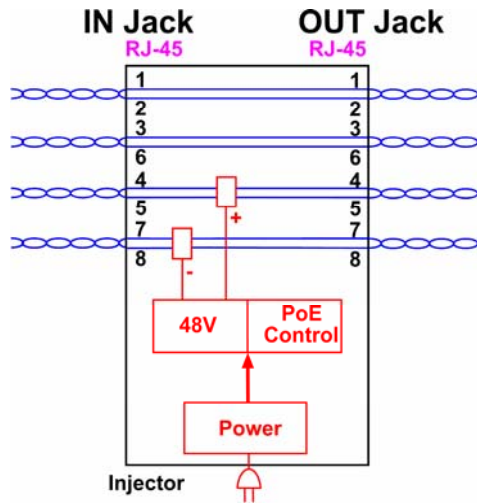 IN Jack OUT Jack
RJ-45 RJ-45
1 1
2 2
3 3
6 6
4 4
5 5
+
7 7
8 8
-
48V PoE
Control
Power
Injector